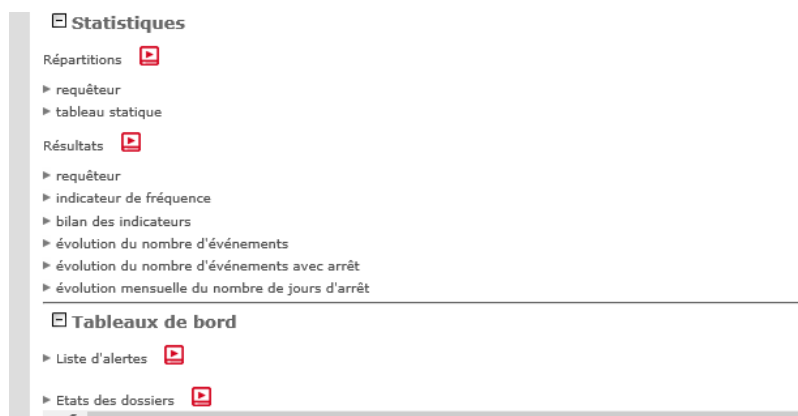 Statistiques
Répartitions
requêteur
tableau statique
Résultats
requêteur
indicateur de fréquence
bilan des indicateurs
évolution du nombre d'événements
évolution du nombre d'événements avec arrêt
évolution mensuelle du nombre de jours d'arrêt
Tableaux de bord
Liste d'alertes
Etats des dossiers